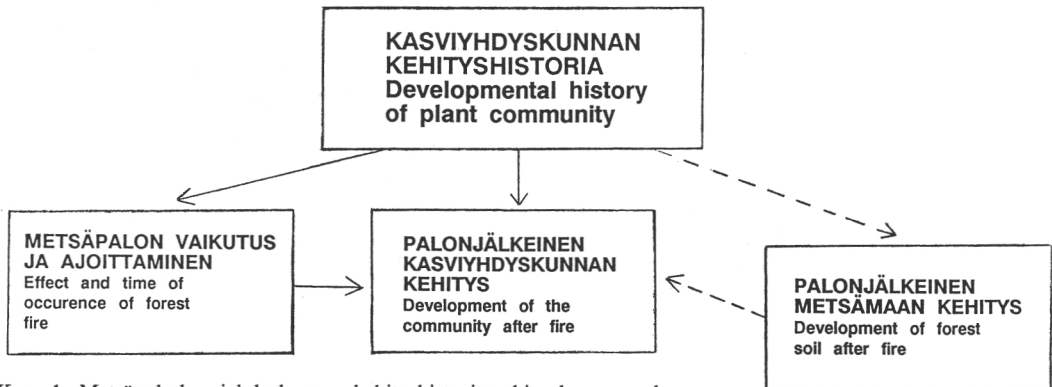 KASVIYHDYSKUNNAN
KEHITYSHISTORIA
Developmental history
of plant community
METSÄPALON VAIKUTUS
JA AJOITTAMINEN
Effect and time of
occurence of forest
fire
PALONJÄLKEINEN
KASVIYHDYSKUNNAN
KEHITYS
Development of the
community after fire
PALONJÄLKEINEN
METSÄMAAN KEHITYS
Development of forest
soil after fire